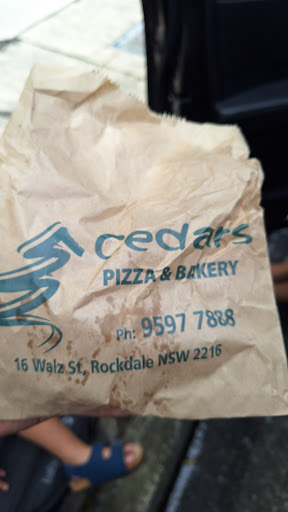 cedars
PIZZA & BAKERY
Ph: 9597 7888
16 Walz St, Rockdale NSW 2216